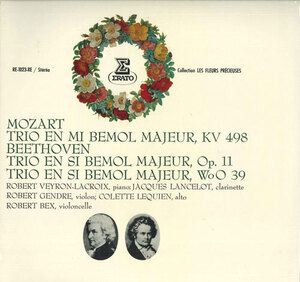 RE-1023-RE / Stereo
ERATO
Collection LES FLEURS PRÉCIEUSES
MOZART
TRIO EN MI BEMOL MAJEUR, KV 498
BEETHOVEN
TRIO EN SI BEMOL MAJEUR, Op. 11
TRIO EN SI BEMOL MAJEUR, WoO 39
ROBERT VEYRON-LACROIX, piano; JACQUES LANCELOT, clarinette
ROBERT GENDRE, violon; COLETTE LEQUIEN, alto
ROBERT BEX, violoncelle